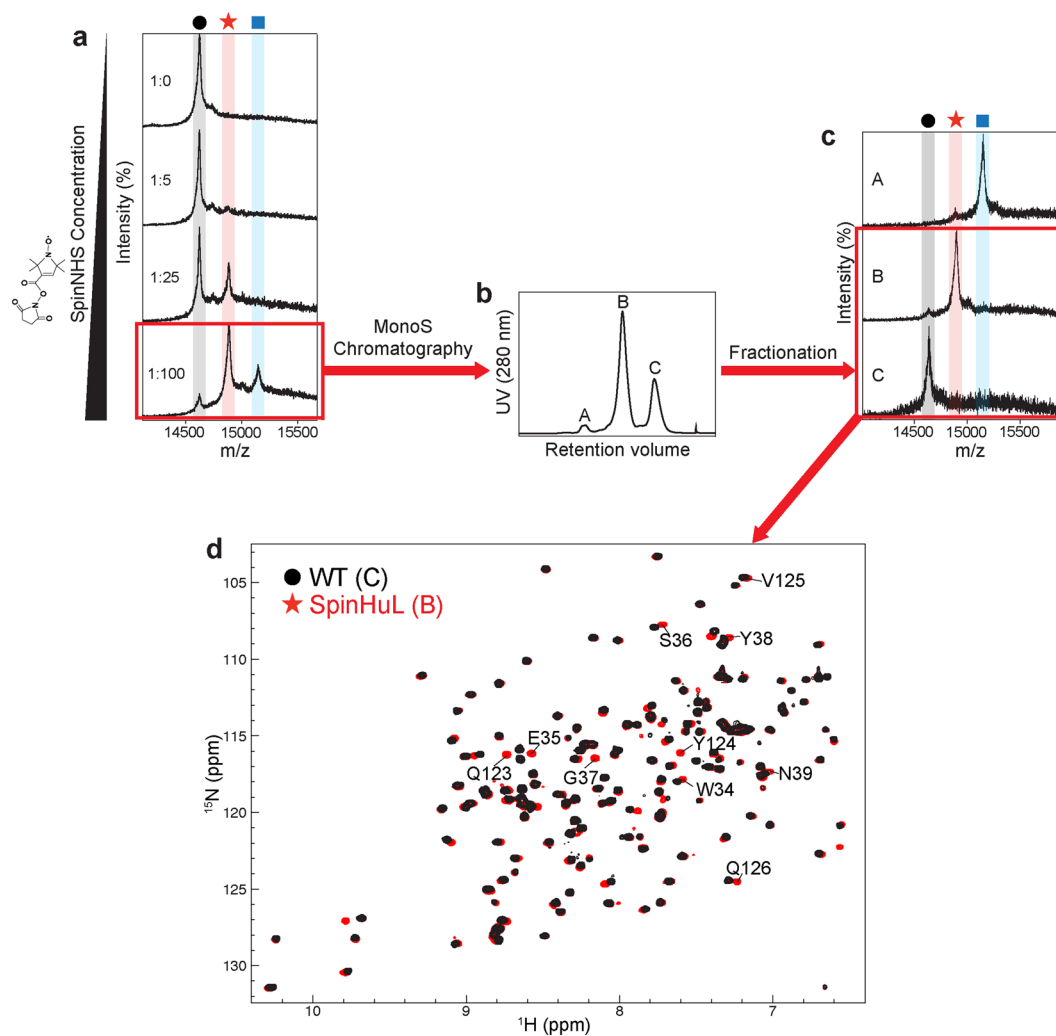 a
SpinNHS Concentration
Intensity (%)
1:0
1:5
1:25
1:100
14500 15000 15500
m/z
N-O·
O
O
N
O
O
MonoS
Chromatography
b
UV (280 nm)
A
B
C
Retention volume
Fractionation
c
Intensity (%)
A
B
C
14500 15000 15500
m/z
d
WT (C)
SpinHuL (B)
V125
S36
Y38
E35
Q123
G37
Y124
W34
N39
Q126
105
110
115
120
125
130
15N (ppm)
10 9 8 7
1H (ppm)